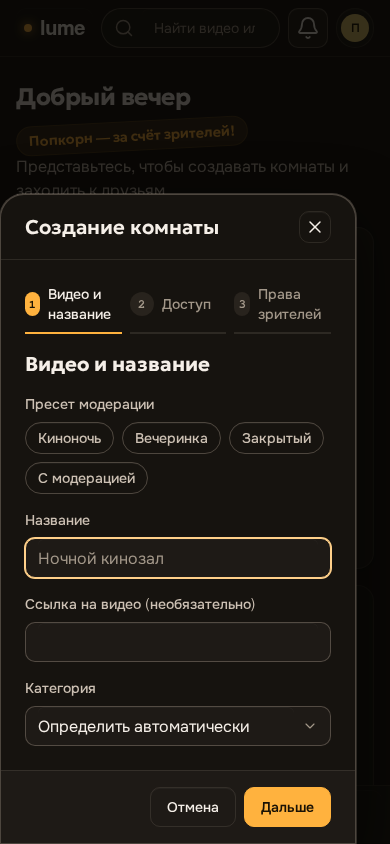 lume
Найти видео ил
П
Добрый вечер
Попкорн — за счёт зрителей!
Представьтесь, чтобы создавать комнаты и
заходить к друзьям
Создание комнаты
1 Видео и название
2 Доступ
3 Права зрителей
Видео и название
Пресет модерации
Киноночь Вечеринка Закрытый
С модерацией
Название
Ночной кинозал
Ссылка на видео (необязательно)
Категория
Определить автоматически
Отмена Дальше